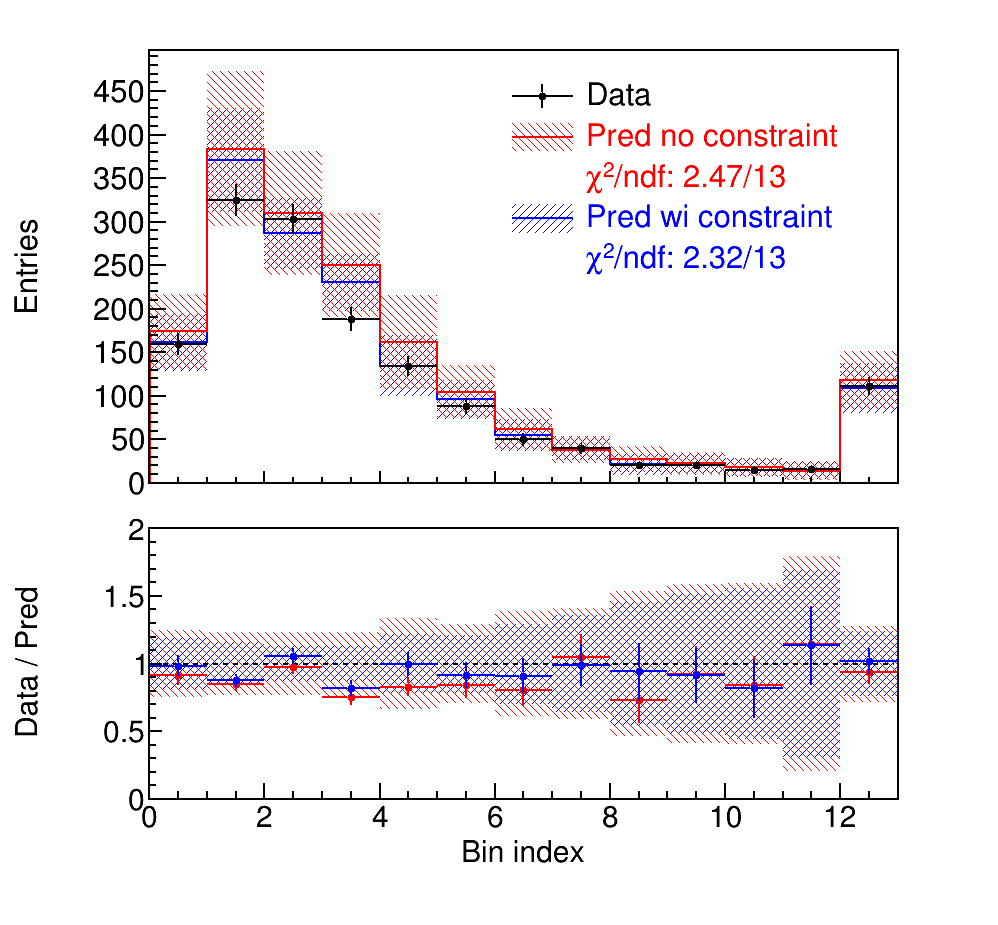 Entries
450
400
350
300
250
200
150
100
50
0
Data
Pred no constraint
χ²/ndf: 2.47/13
Pred wi constraint
χ²/ndf: 2.32/13
Data / Pred
2
1.5
1
0.5
0
0 2 4 6 8 10 12
Bin index